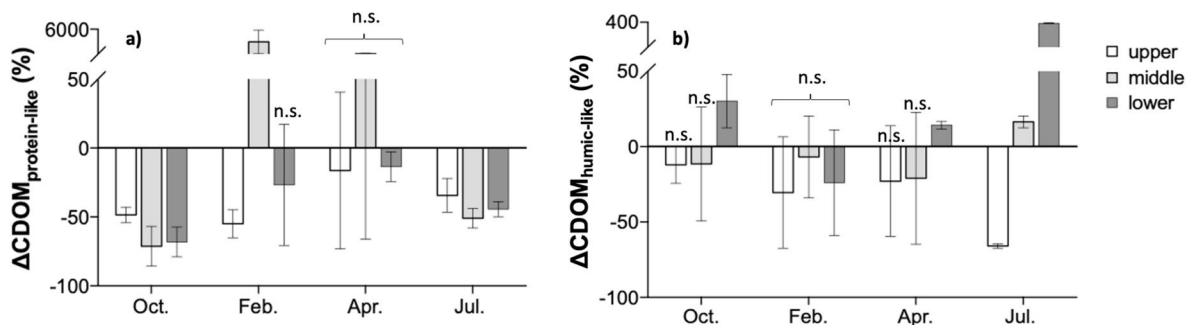 a)
ΔCDOMprotein-like (%)
6000
50
0
-50
-100
n.s.
n.s.
Oct. Feb. Apr. Jul.
b)
ΔCDOMhumic-like (%)
400
50
0
-50
-100
n.s.
n.s.
n.s.
n.s.
n.s.
Oct. Feb. Apr. Jul.
upper
middle
lower